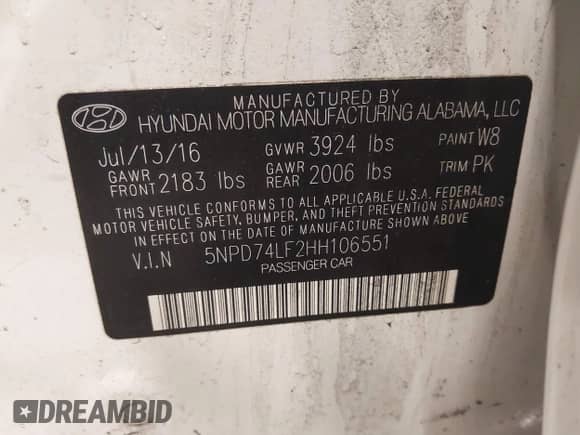 MANUFACTURED BY
HYUNDAI MOTOR MANUFACTURING ALABAMA, LLC
Jul/13/16 GVWR 3924 lbs PAINT W8
GAWR FRONT 2183 lbs GAWR REAR 2006 lbs TRIM PK
THIS VEHICLE CONFORMS TO ALL APPLICABLE U.S.A. FEDERAL
MOTOR VEHICLE SAFETY, BUMPER, AND THEFT PREVENTION STANDARDS
IN EFFECT ON THE DATE OF MANUFACTURE SHOWN ABOVE
V.I.N 5NPD74LF2HH106551
PASSENGER CAR
DREAMBID